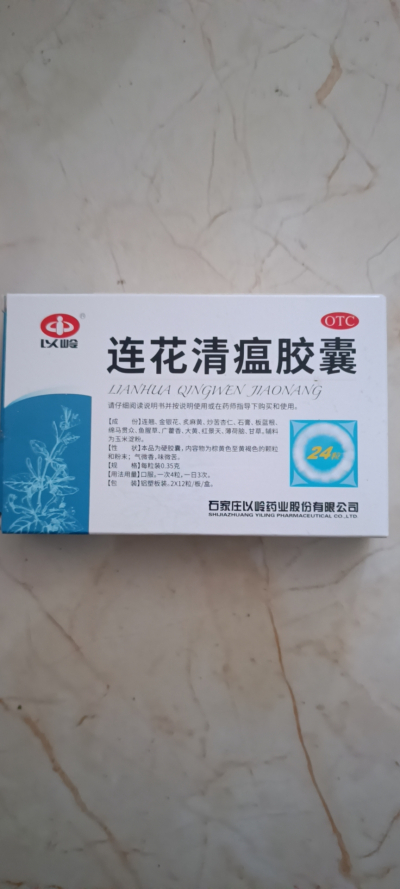 以岭
OTC
连花清瘟胶囊
LIANHUA QINGWEN JIAONANG
请仔细阅读说明书并按说明使用或在药师指导下购买和使用。
【成 份】连翘、金银花、炙麻黄、炒苦杏仁、石膏、板蓝根、
绵马贯众、鱼腥草、广藿香、大黄、红景天、薄荷脑、甘草。辅料
为玉米淀粉。
【性 状】本品为硬胶囊，内容物为棕黄色至黄褐色的颗粒
和粉末；气微香，味微苦。
【规 格】每粒装0.35克
【用法用量】口服。一次4粒，一日3次。
【包 装】铝塑板装。2X12粒/板/盒。
24粒
石家庄以岭药业股份有限公司
SHIJIAZHUANG YILING PHARMACEUTICAL CO.,LTD.